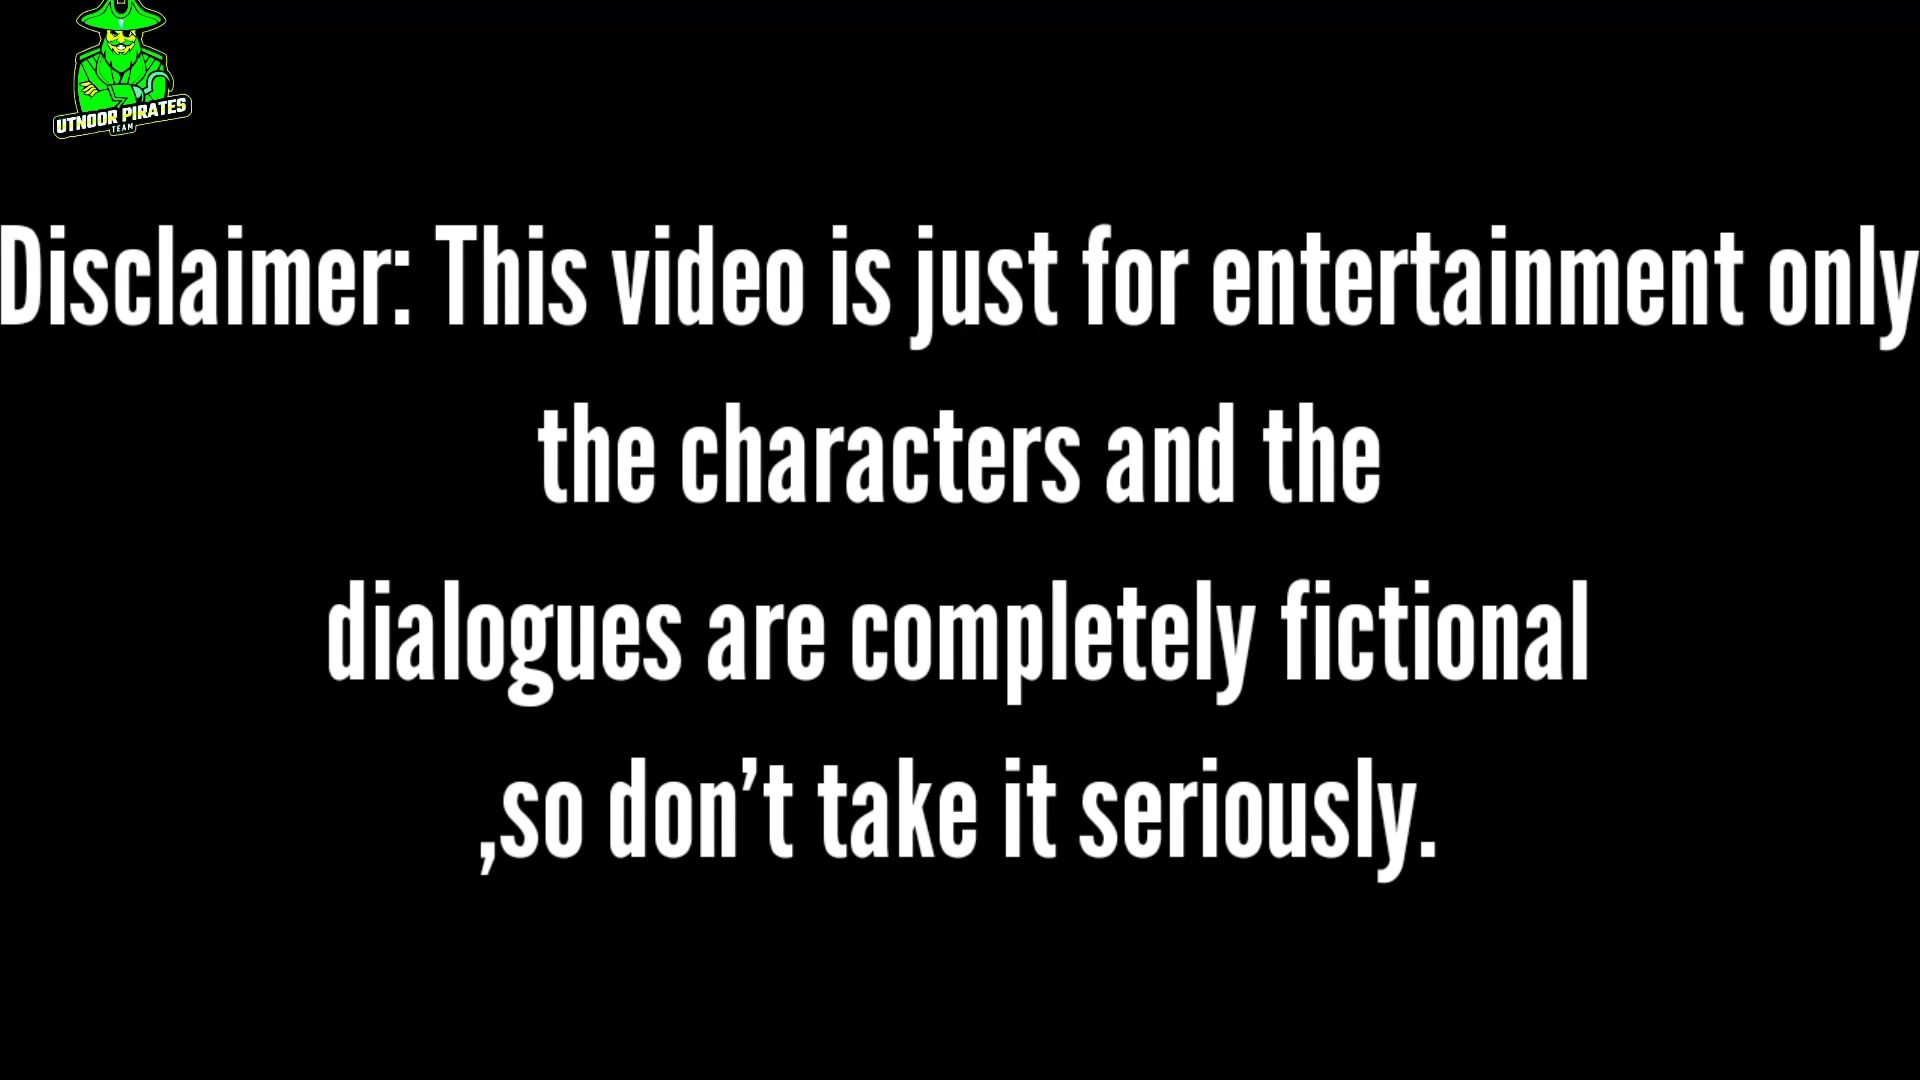 UTNOOR PIRATES
TEAM
Disclaimer: This video is just for entertainment only
the characters and the
dialogues are completely fictional
,so don’t take it seriously.